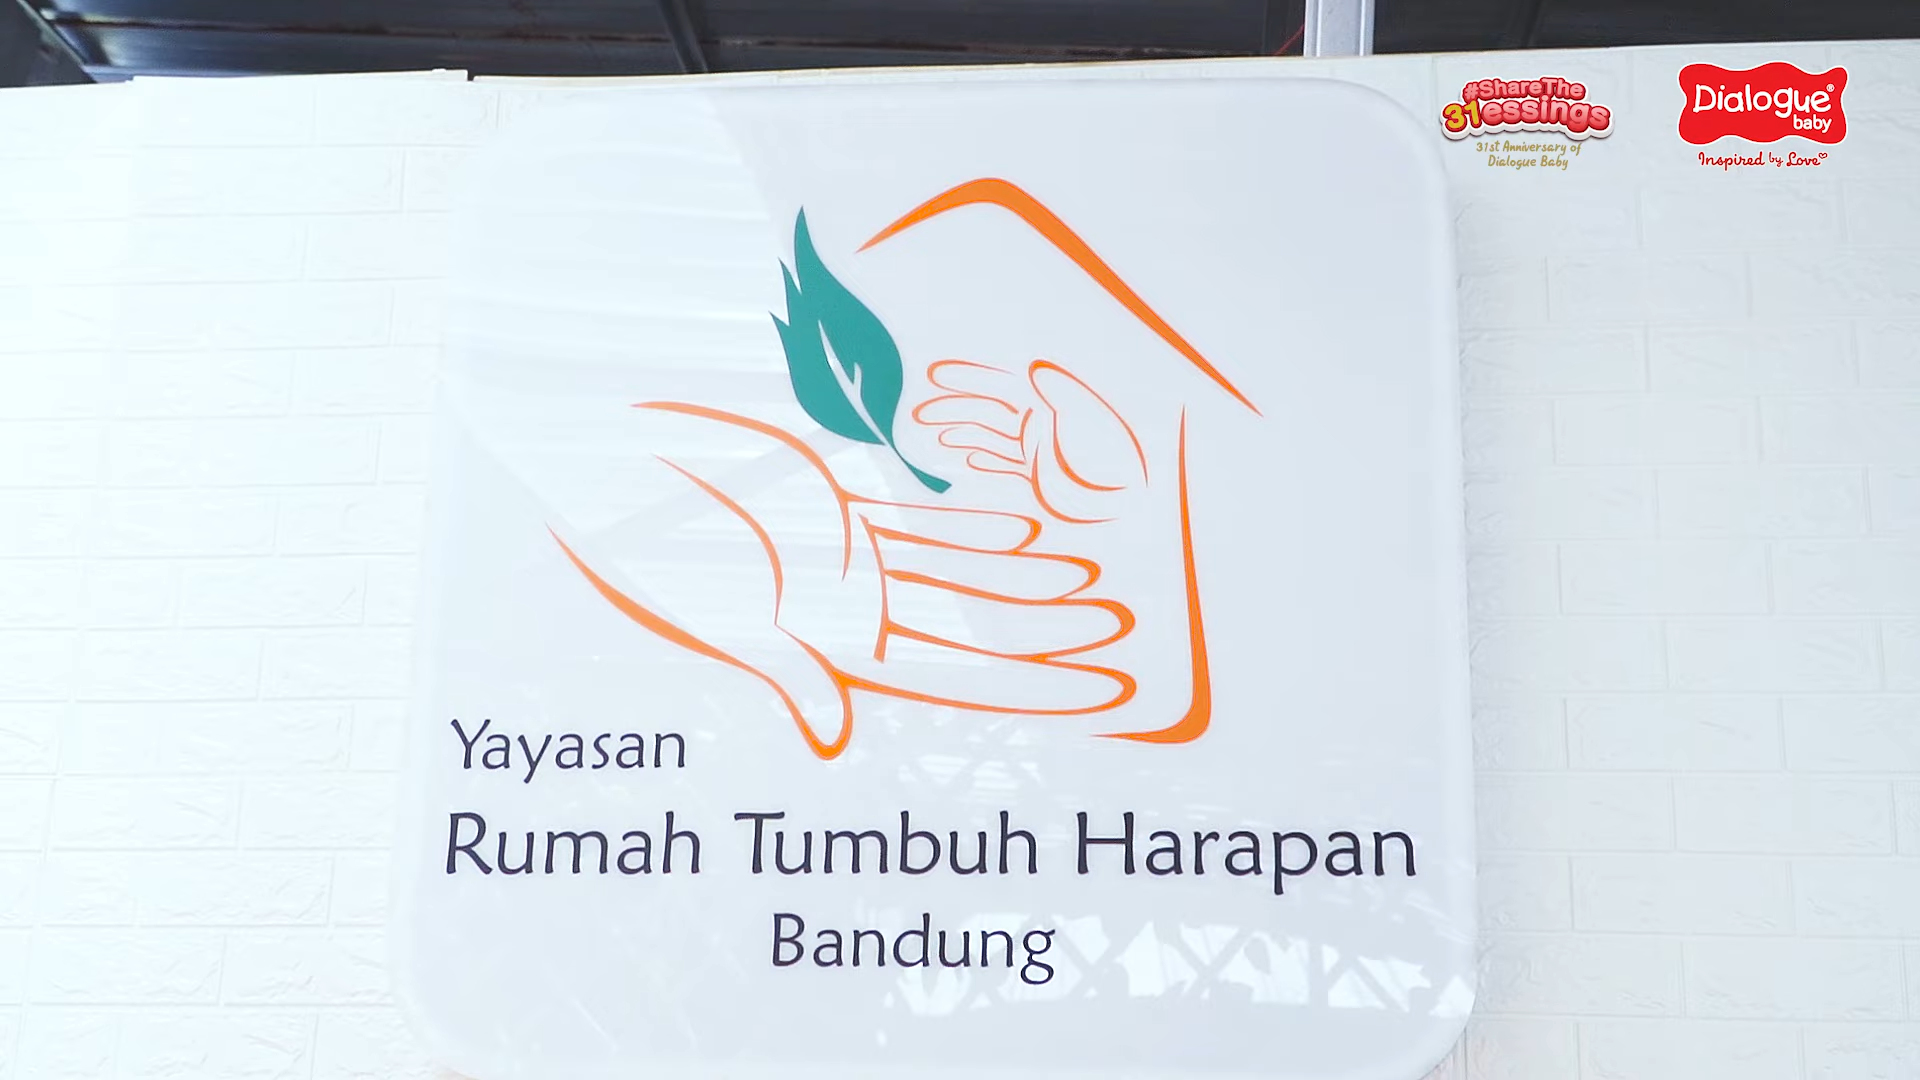 #ShareThe
31essings
31st Anniversary of
Dialogue Baby
Dialogue®
baby
Inspired by Love
Yayasan
Rumah Tumbuh Harapan
Bandung